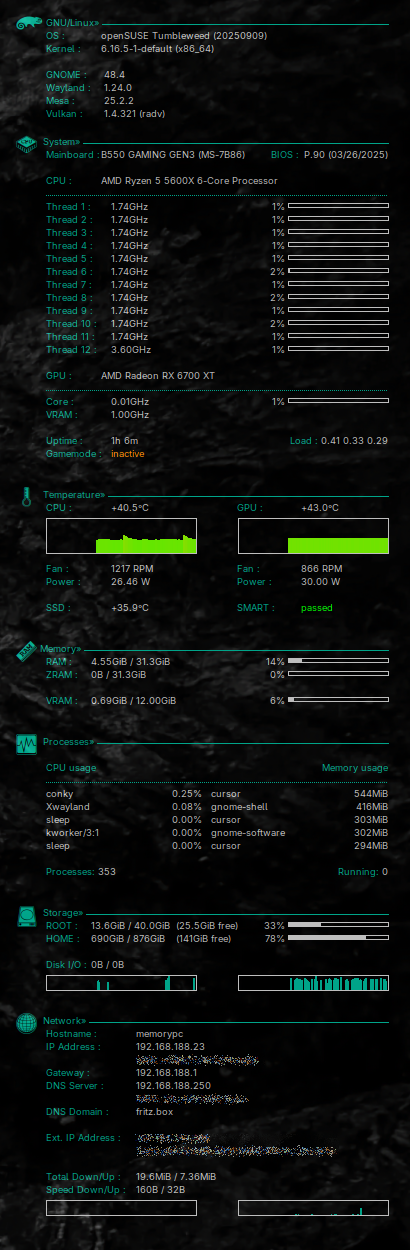 GNU/Linux»
OS : openSUSE Tumbleweed (20250909)
Kernel : 6.16.5-1-default (x86_64)
GNOME : 48.4
Wayland : 1.24.0
Mesa : 25.2.2
Vulkan : 1.4.321 (radv)
System»
Mainboard : B550 GAMING GEN3 (MS-7B86) BIOS : P.90 (03/26/2025)
CPU : AMD Ryzen 5 5600X 6-Core Processor
Thread 1 : 1.74GHz 1%
Thread 2 : 1.74GHz 1%
Thread 3 : 1.74GHz 1%
Thread 4 : 1.74GHz 1%
Thread 5 : 1.74GHz 1%
Thread 6 : 1.74GHz 2%
Thread 7 : 1.74GHz 1%
Thread 8 : 1.74GHz 2%
Thread 9 : 1.74GHz 1%
Thread 10 : 1.74GHz 2%
Thread 11 : 1.74GHz 1%
Thread 12 : 3.60GHz 1%
GPU : AMD Radeon RX 6700 XT
Core : 0.01GHz 1%
VRAM : 1.00GHz
Uptime : 1h 6m Load : 0.41 0.33 0.29
Gamemode : inactive
Temperature»
CPU : +40.5°C GPU : +43.0°C
Fan : 1217 RPM Fan : 866 RPM
Power : 26.46 W Power : 30.00 W
SSD : +35.9°C SMART : passed
Memory»
RAM : 4.55GiB / 31.3GiB 14%
ZRAM : 0B / 31.3GiB 0%
VRAM : 0.69GiB / 12.00GiB 6%
Processes»
CPU usage Memory usage
conky 0.25% cursor 544MiB
Xwayland 0.08% gnome-shell 416MiB
sleep 0.00% cursor 303MiB
kworker/3:1 0.00% gnome-software 302MiB
sleep 0.00% cursor 294MiB
Processes: 353 Running: 0
Storage»
ROOT : 13.6GiB / 40.0GiB (25.5GiB free) 33%
HOME : 690GiB / 876GiB (141GiB free) 78%
Disk I/O : 0B / 0B
Network»
Hostname : memorypc
IP Address : 192.168.188.23
Gateway : 192.168.188.1
DNS Server : 192.168.188.250
DNS Domain : fritz.box
Ext. IP Address :
Total Down/Up : 19.6MiB / 7.36MiB
Speed Down/Up : 160B / 32B